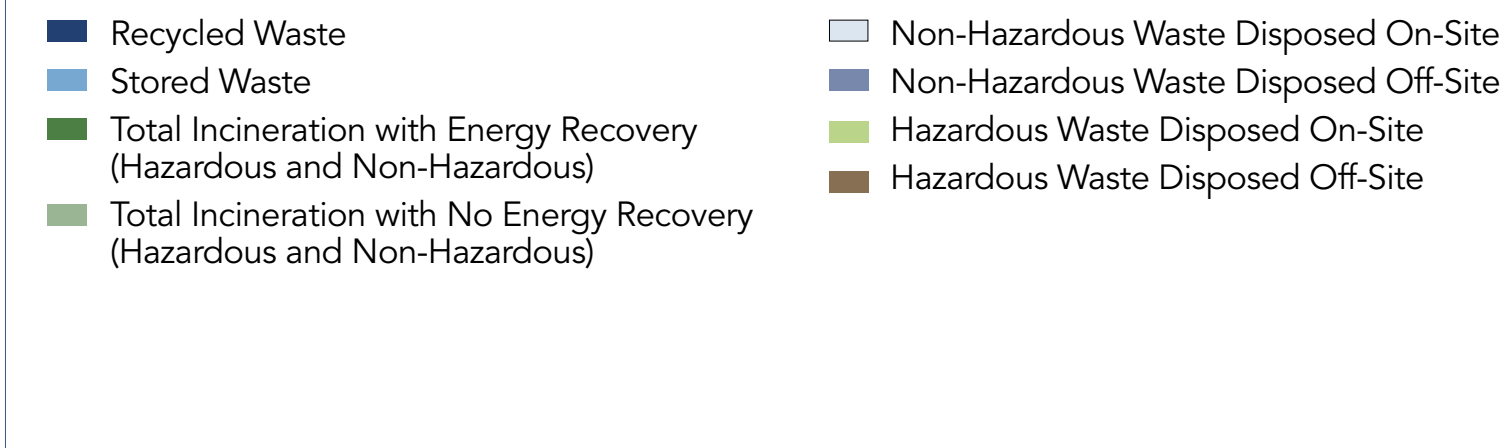 Recycled Waste
Stored Waste
Total Incineration with Energy Recovery
(Hazardous and Non-Hazardous)
Total Incineration with No Energy Recovery
(Hazardous and Non-Hazardous)
Non-Hazardous Waste Disposed On-Site
Non-Hazardous Waste Disposed Off-Site
Hazardous Waste Disposed On-Site
Hazardous Waste Disposed Off-Site